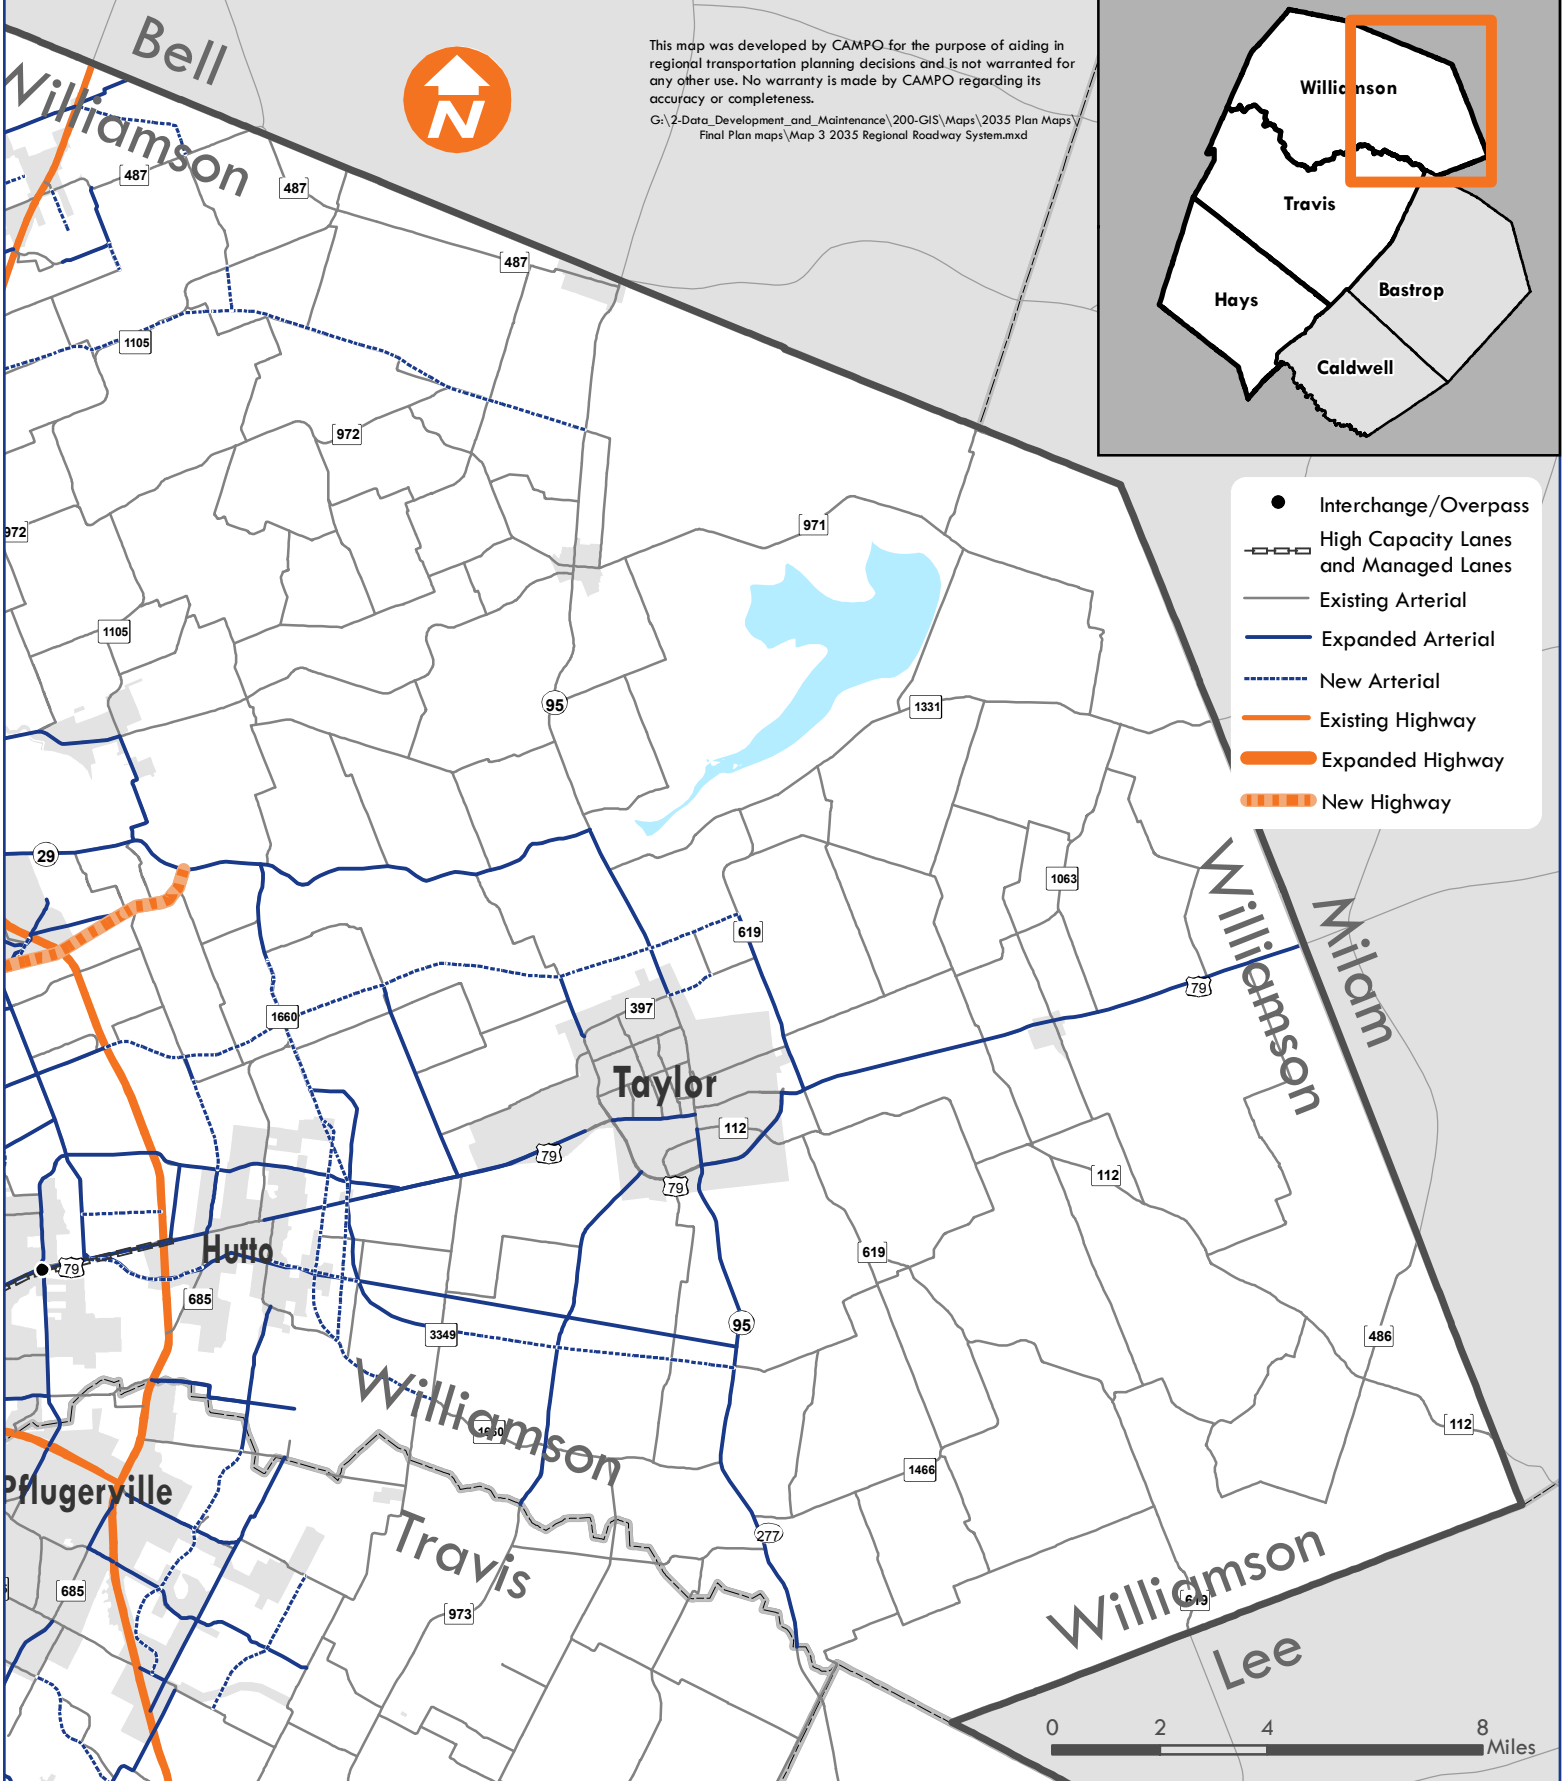 Bell
Williamson
N
This map was developed by CAMPO for the purpose of aiding in
regional transportation planning decisions and is not warranted for
any other use. No warranty is made by CAMPO regarding its
accuracy or completeness.
G:\2-Data_Development_and_Maintenance\200-GIS\Maps\2035 Plan Maps\
Final Plan maps\Map 3 2035 Regional Roadway System.mxd
Williamson
Travis
Hays
Bastrop
Caldwell
487
487
487
1105
972
972
971
1105
95
1331
Interchange/Overpass
High Capacity Lanes
and Managed Lanes
Existing Arterial
Expanded Arterial
New Arterial
Existing Highway
Expanded Highway
New Highway
29
1063
619
79
Williamson
Milam
1660
397
Taylor
112
79
79
112
Hutto
79
619
685
95
3349
486
Williamson
1660
112
1466
Pflugerville
Travis
277
685
973
Williamson
619
Lee
0 2 4 8
Miles